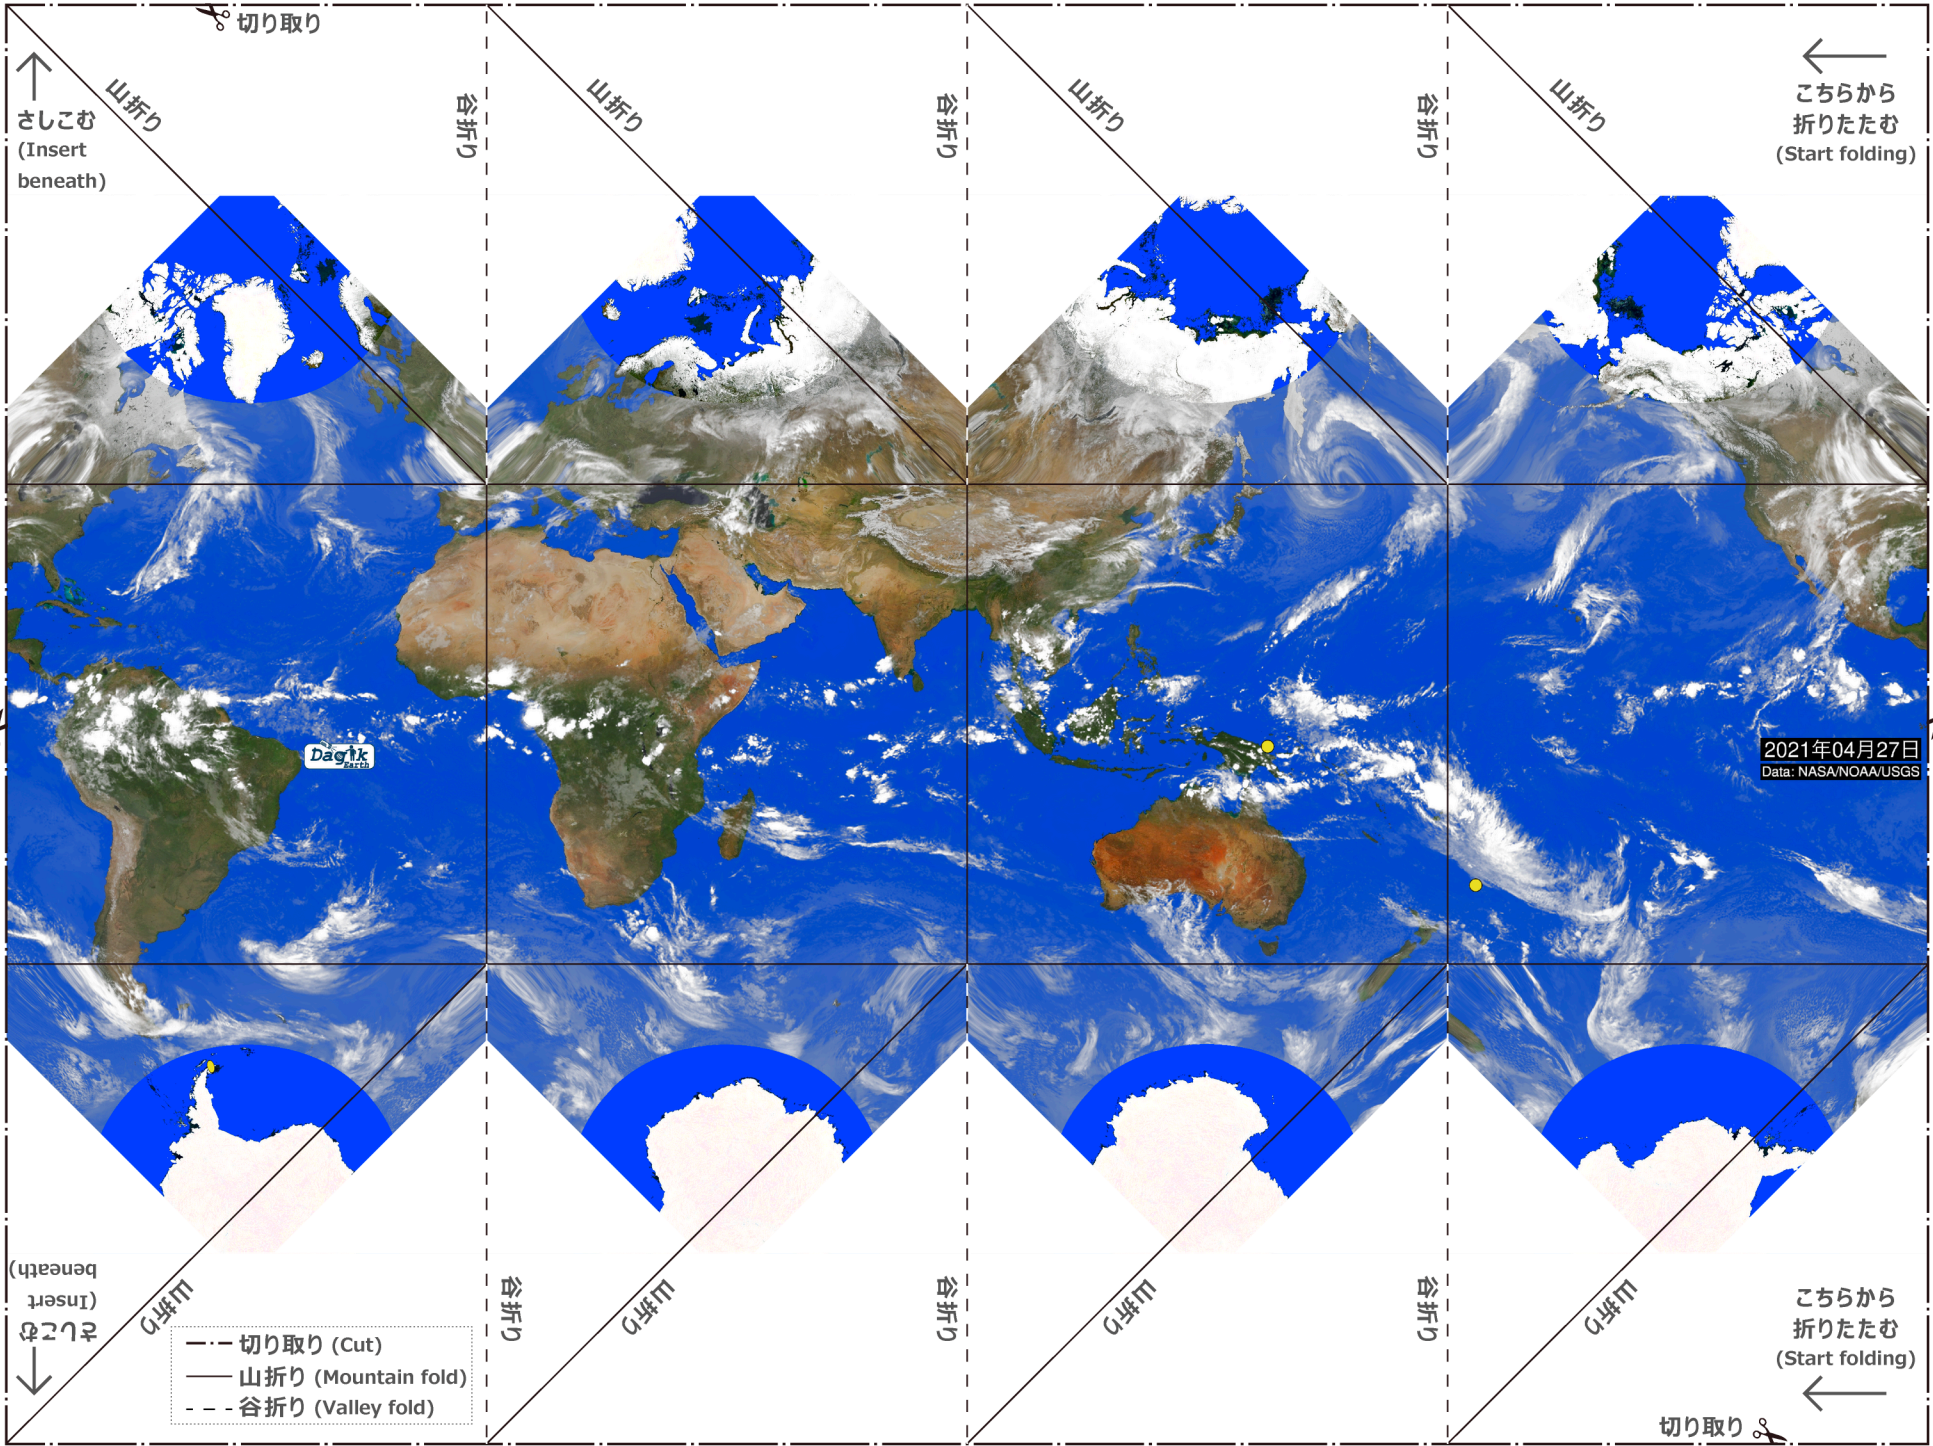 切り取り
山折り
谷折り
山折り
谷折り
山折り
谷折り
山折り
さしこむ
(Insert
beneath)
こちらから
折りたたむ
(Start folding)
Dagik
Earth
2021年04月27日
Data: NASA/NOAA/USGS
さしこむ
(Insert
beneath)
山折り
谷折り
山折り
谷折り
山折り
谷折り
山折り
こちらから
折りたたむ
(Start folding)
切り取り (Cut)
山折り (Mountain fold)
谷折り (Valley fold)
切り取り